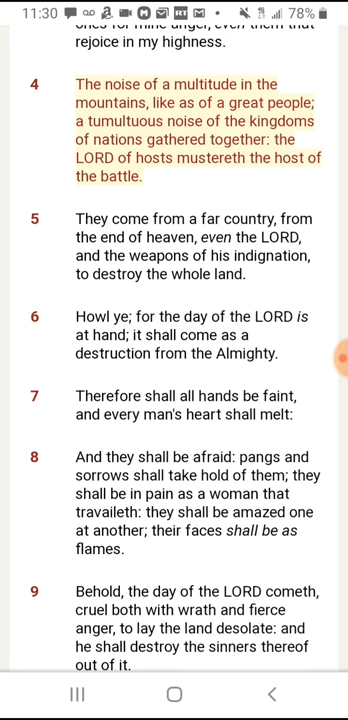 11:30
78%
ones for mine anger, even them that
rejoice in my highness.
4 The noise of a multitude in the
mountains, like as of a great people;
a tumultuous noise of the kingdoms
of nations gathered together: the
LORD of hosts mustereth the host of
the battle.
5 They come from a far country, from
the end of heaven, even the LORD,
and the weapons of his indignation,
to destroy the whole land.
6 Howl ye; for the day of the LORD is
at hand; it shall come as a
destruction from the Almighty.
7 Therefore shall all hands be faint,
and every man's heart shall melt:
8 And they shall be afraid: pangs and
sorrows shall take hold of them; they
shall be in pain as a woman that
travaileth: they shall be amazed one
at another; their faces shall be as
flames.
9 Behold, the day of the LORD cometh,
cruel both with wrath and fierce
anger, to lay the land desolate: and
he shall destroy the sinners thereof
out of it.